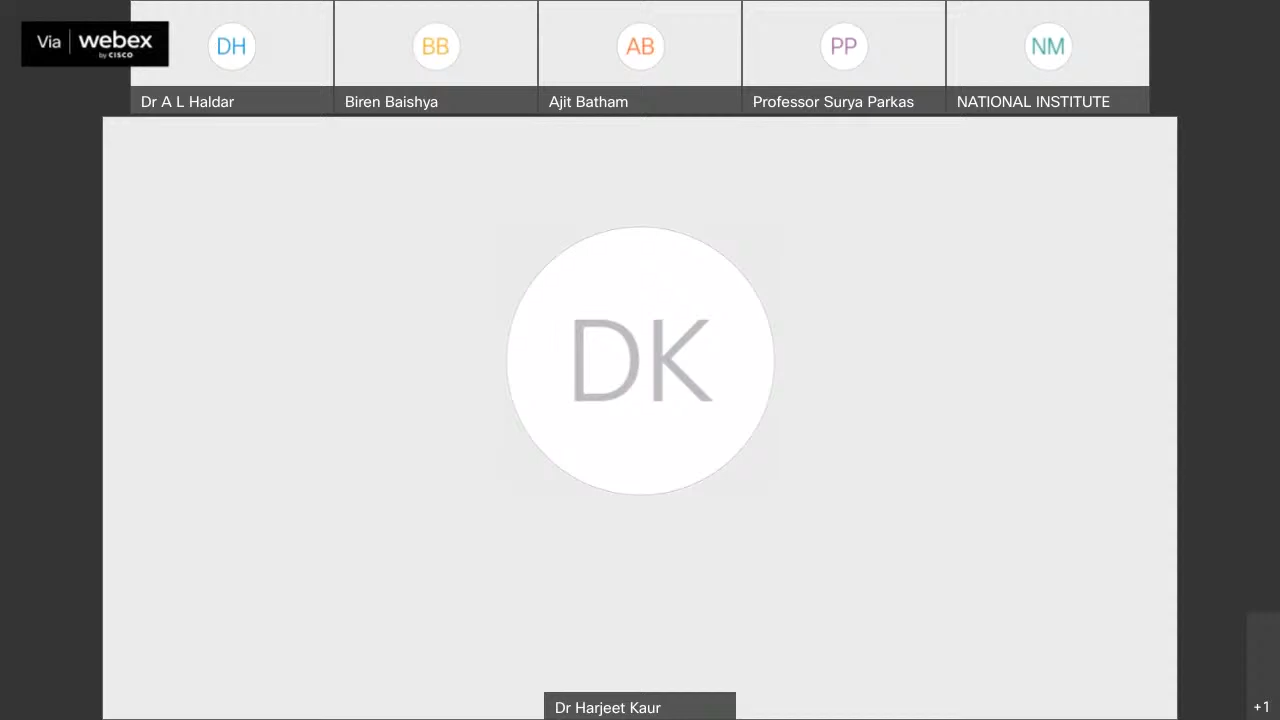 Via | webex
by CISCO
DH
BB
AB
PP
NM
Dr A L Haldar
Biren Baishya
Ajit Batham
Professor Surya Parkas
NATIONAL INSTITUTE
DK
Dr Harjeet Kaur
+1